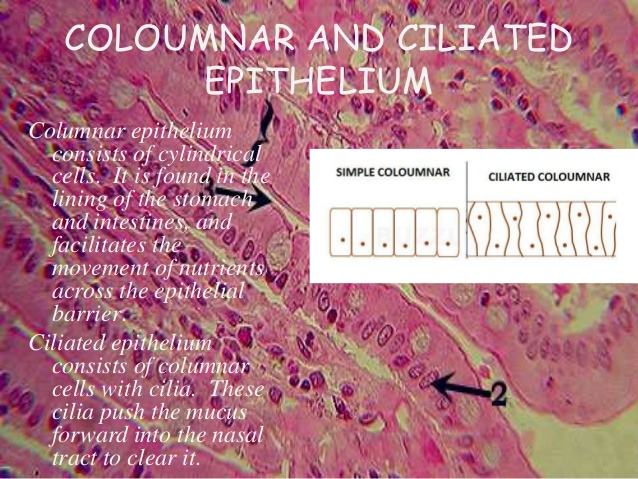 COLOUMNAR AND CILIATED
EPITHELIUM
Columnar epithelium
consists of cylindrical
cells. It is found in the
lining of the stomach
and intestines, and
facilitates the
movement of nutrients
across the epithelial
barrier.
Ciliated epithelium
consists of columnar
cells with cilia. These
cilia push the mucus
forward into the nasal
tract to clear it.
SIMPLE COLOUMNAR
CILIATED COLOUMNAR
2